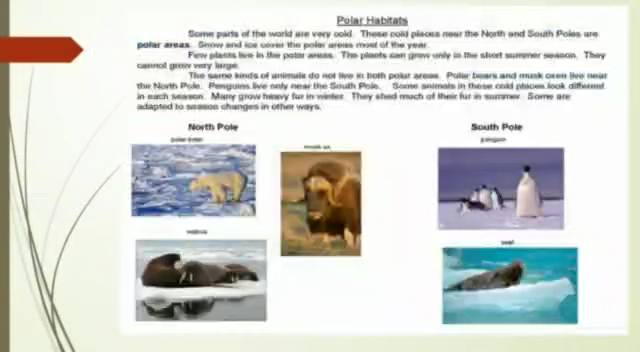 Polar Habitats
Some parts of the world are very cold. These cold places near the North and South Poles are
polar areas. Snow and ice cover the polar areas most of the year.
Few plants live in the polar areas. The plants can grow only in the short summer season. They
cannot grow very large.
The same kinds of animals do not live in both polar areas. Polar bears and musk oxen live near
the North Pole. Penguins live only near the South Pole. Some animals in these cold places look different
in each season. Many grow heavy fur in winter. They shed much of their fur in summer. Some are
adapted to season changes in other ways.
North Pole
South Pole
polar bear
musk ox
penguin
walrus
seal